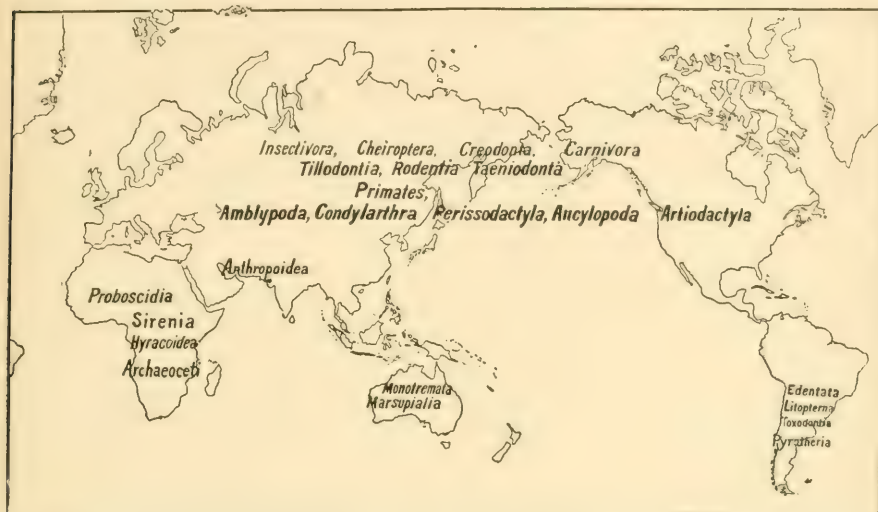 Insectivora, Cheiroptera, Creodonta, Carnivora
Tillodontia, Rodentia Taeniodonta
Primates,
Amblypoda, Condylarthra Perissodactyla, Ancylopoda Artiodactyla
Anthropoidea
Proboscidia
Sirenia
Hyracoidea
Archaeoceti
Monotremata
Marsupialia
Edentata
Litopterna
Toxodontia
Pyratheria